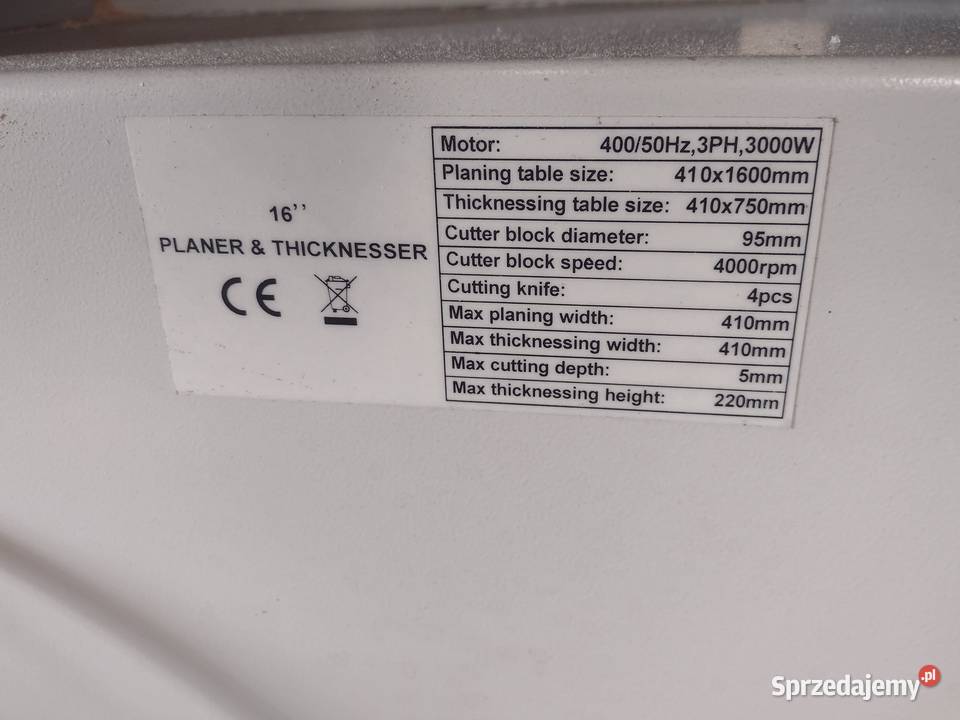 16’’
PLANER & THICKNESSER
CE
Motor: 400/50Hz,3PH,3000W
Planing table size: 410x1600mm
Thicknessing table size: 410x750mm
Cutter block diameter: 95mm
Cutter block speed: 4000rpm
Cutting knife: 4pcs
Max planing width: 410mm
Max thicknessing width: 410mm
Max cutting depth: 5mm
Max thicknessing height: 220mm
Sprzedajemy.pl